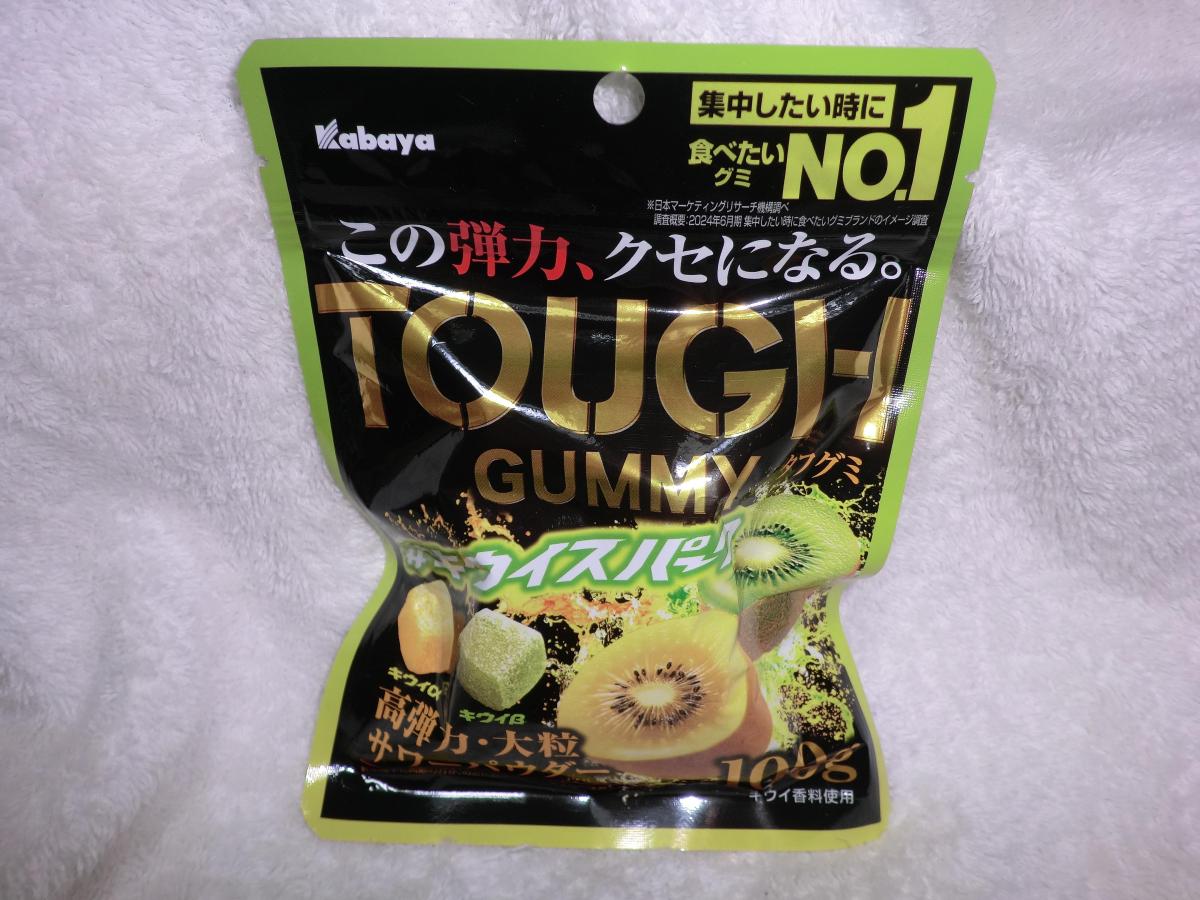 Kabaya
集中したい時に
食べたい
グミ
NO.1
※日本マーケティングリサーチ機構調べ
調査概要:2024年6月期 集中したい時に食べたいグミブランドのイメージ調査
この弾力、クセになる。
TOUGH
GUMMY
タフグミ
キウイスパーク
キウイα
キウイβ
高弾力・大粒
サワーパウダー
100g
キウイ香料使用